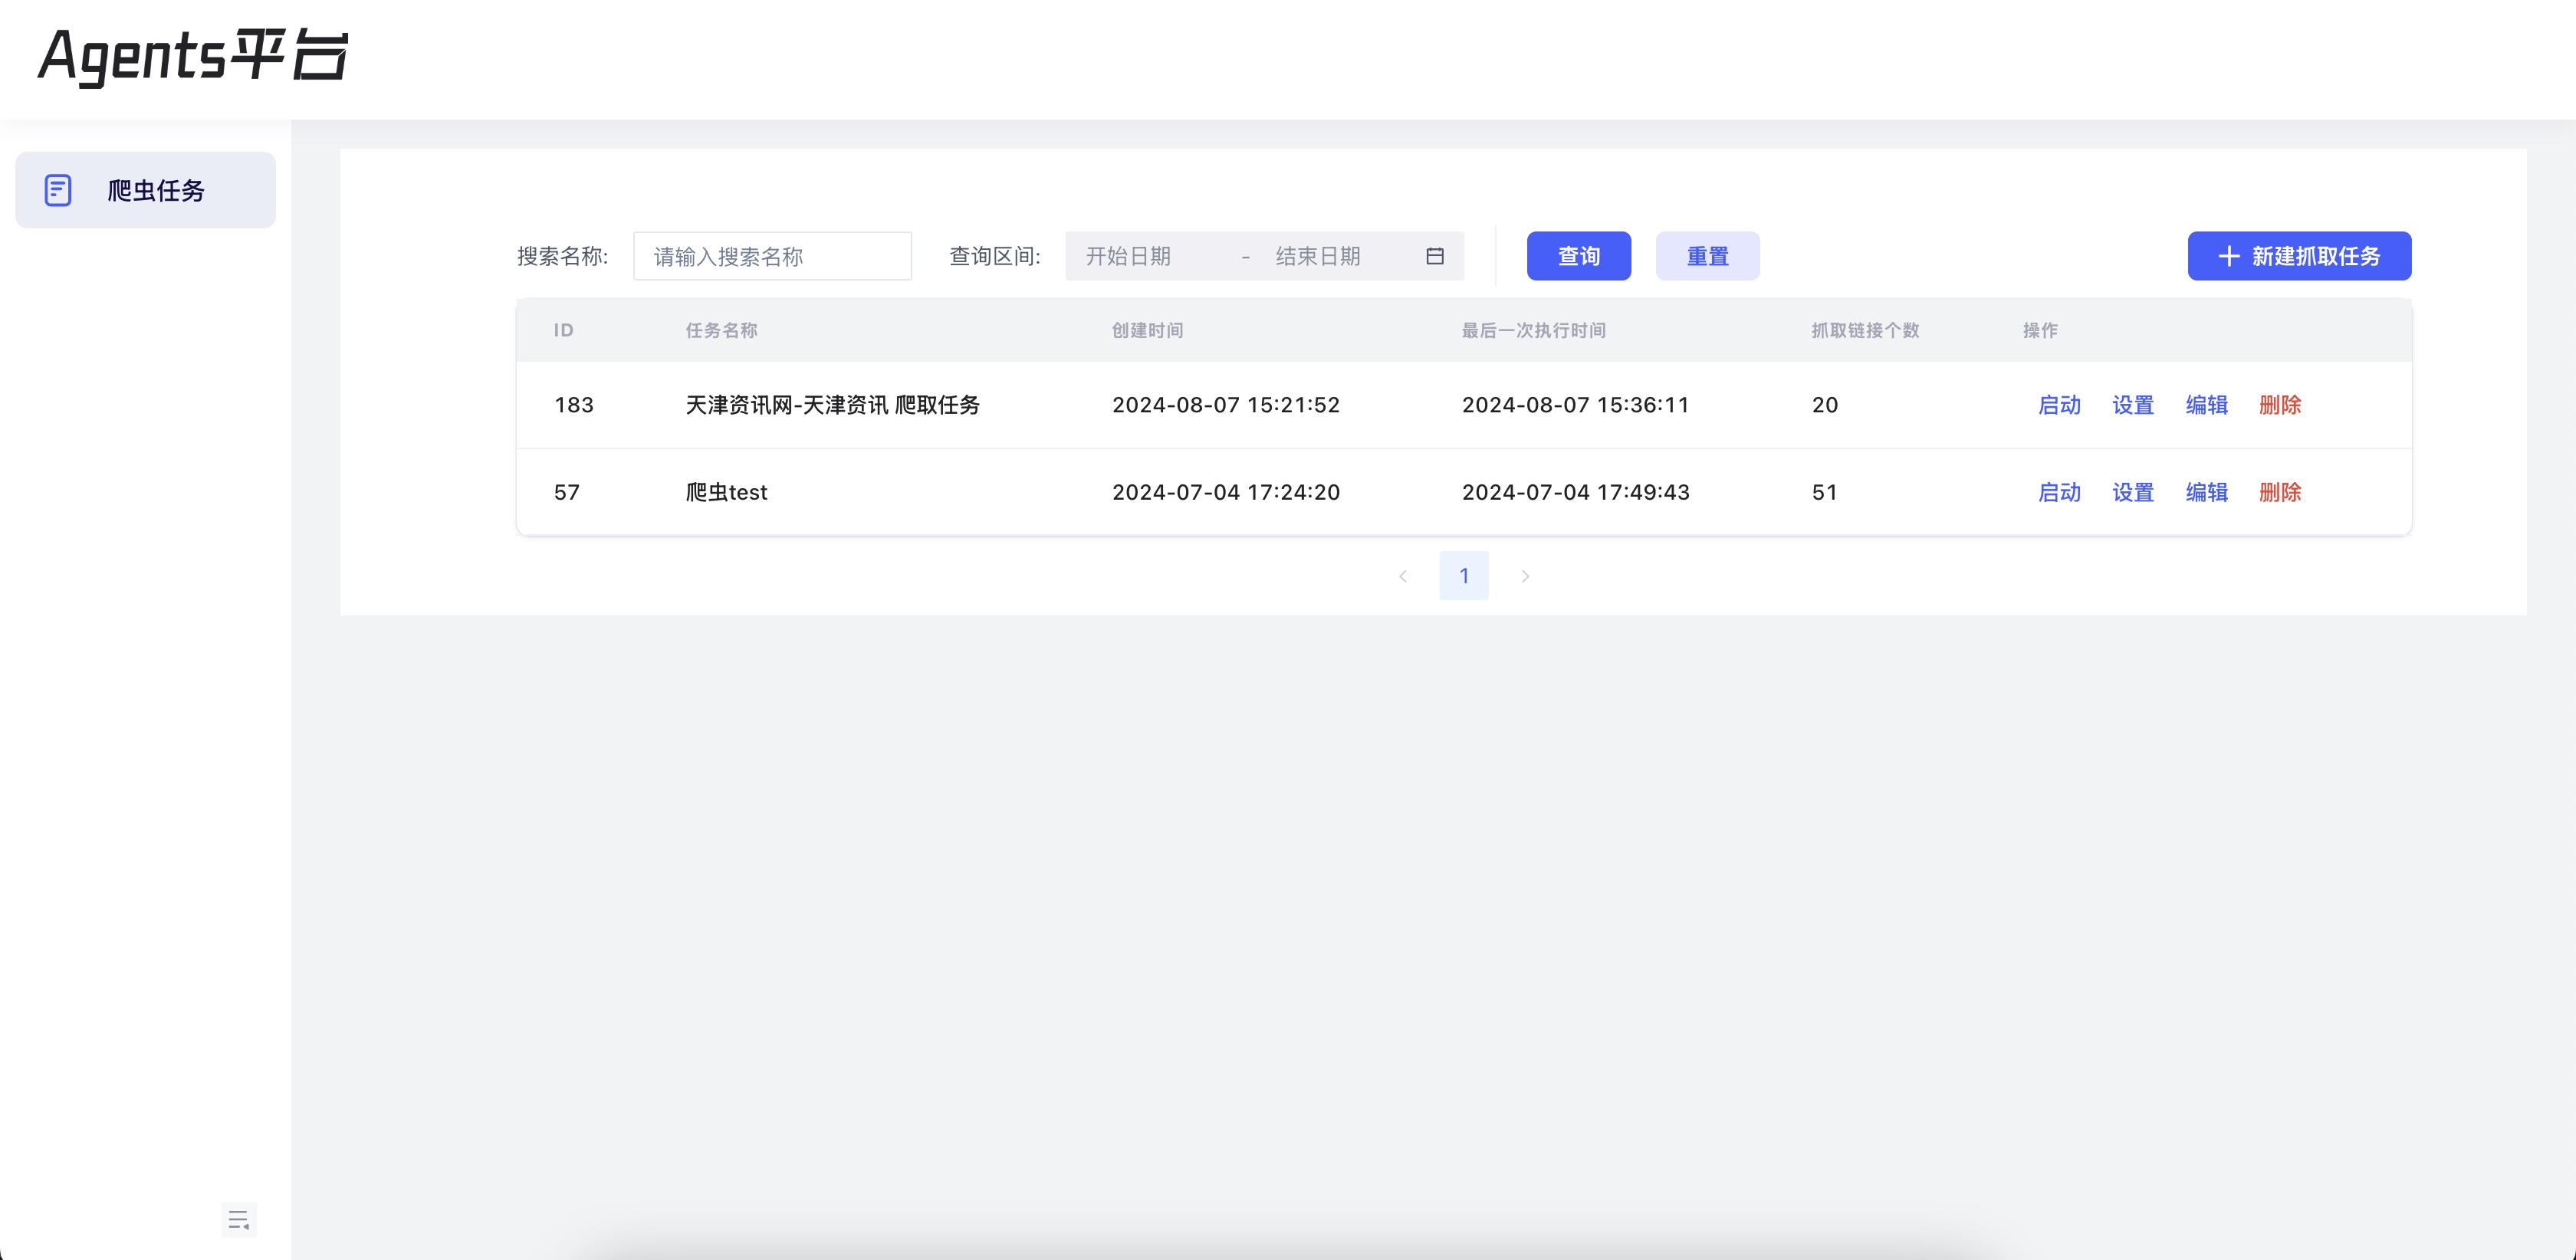 Agents平台
爬虫任务
搜索名称: 请输入搜索名称 查询区间: 开始日期 - 结束日期 查询 重置 新建抓取任务
ID 任务名称 创建时间 最后一次执行时间 抓取链接个数 操作
183 天津资讯网-天津资讯 爬取任务 2024-08-07 15:21:52 2024-08-07 15:36:11 20 启动 设置 编辑 删除
57 爬虫test 2024-07-04 17:24:20 2024-07-04 17:49:43 51 启动 设置 编辑 删除
1